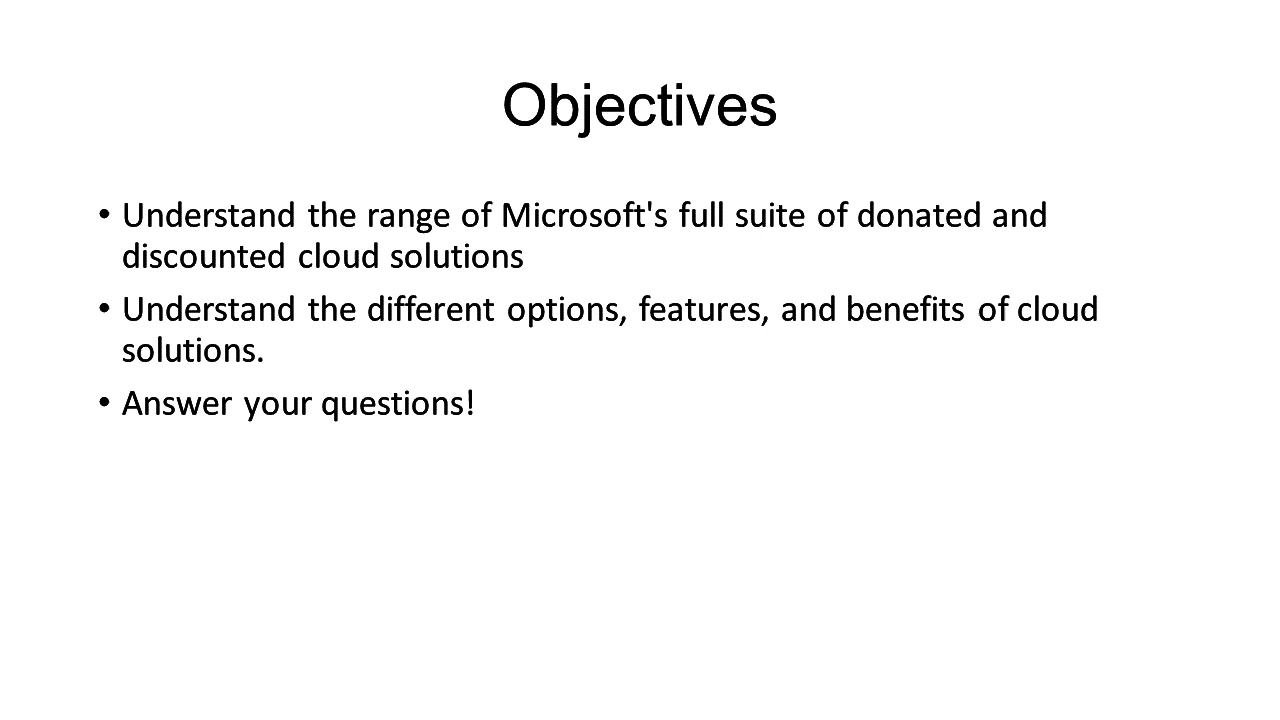 Objectives
• Understand the range of Microsoft's full suite of donated and
discounted cloud solutions
• Understand the different options, features, and benefits of cloud
solutions.
• Answer your questions!